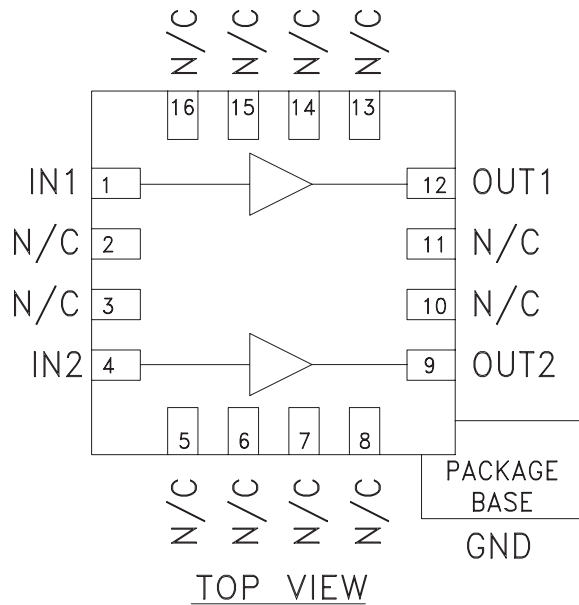 N/C N/C N/C N/C
16 15 14 13
IN1 1 12 OUT1
N/C 2 11 N/C
N/C 3 10 N/C
IN2 4 9 OUT2
5 6 7 8
N/C N/C N/C N/C
PACKAGE
BASE
GND
TOP VIEW